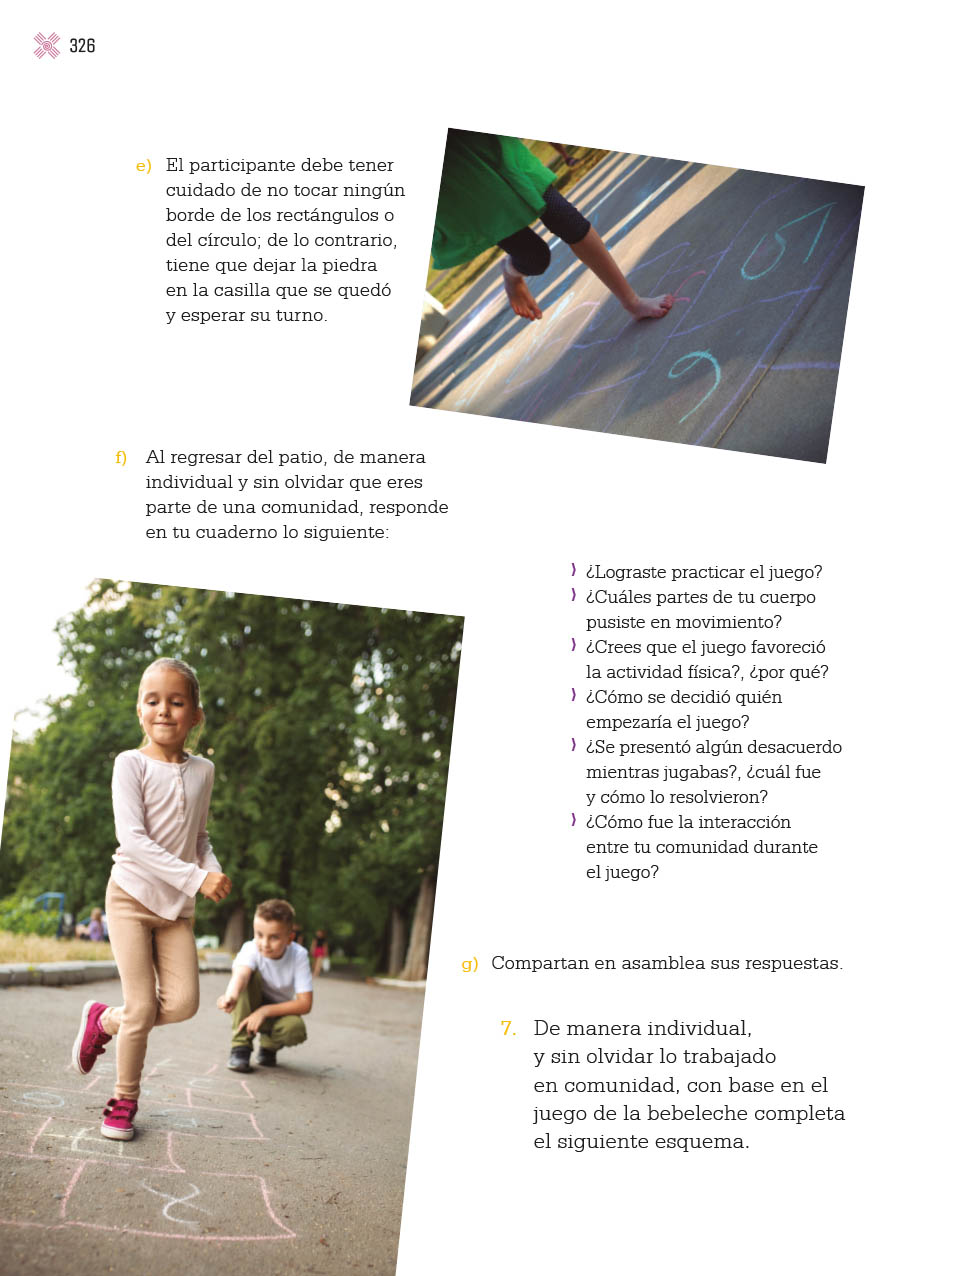 326
e) El participante debe tener
cuidado de no tocar ningún
borde de los rectángulos o
del círculo; de lo contrario,
tiene que dejar la piedra
en la casilla que se quedó
y esperar su turno.
5
f) Al regresar del patio, de manera
individual y sin olvidar que eres
parte de una comunidad, responde
en tu cuaderno lo siguiente:
⟩ ¿Lograste practicar el juego?
⟩ ¿Cuáles partes de tu cuerpo
pusiste en movimiento?
⟩ ¿Crees que el juego favoreció
la actividad física?, ¿por qué?
⟩ ¿Cómo se decidió quién
empezaría el juego?
⟩ ¿Se presentó algún desacuerdo
mientras jugabas?, ¿cuál fue
y cómo lo resolvieron?
⟩ ¿Cómo fue la interacción
entre tu comunidad durante
el juego?
g) Compartan en asamblea sus respuestas.
7. De manera individual,
y sin olvidar lo trabajado
en comunidad, con base en el
juego de la bebeleche completa
el siguiente esquema.